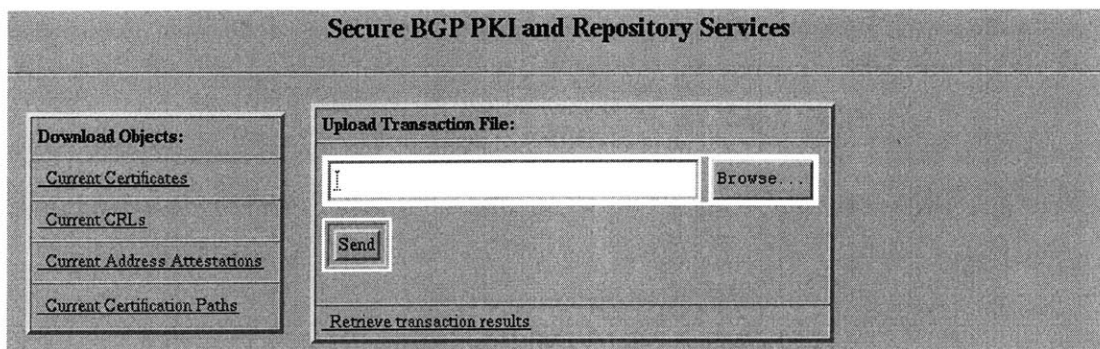 Secure BGP PKI and Repository Services
Download Objects:
Current Certificates
Current CRLs
Current Address Attestations
Current Certification Paths
Upload Transaction File:
Browse...
Send
Retrieve transaction results